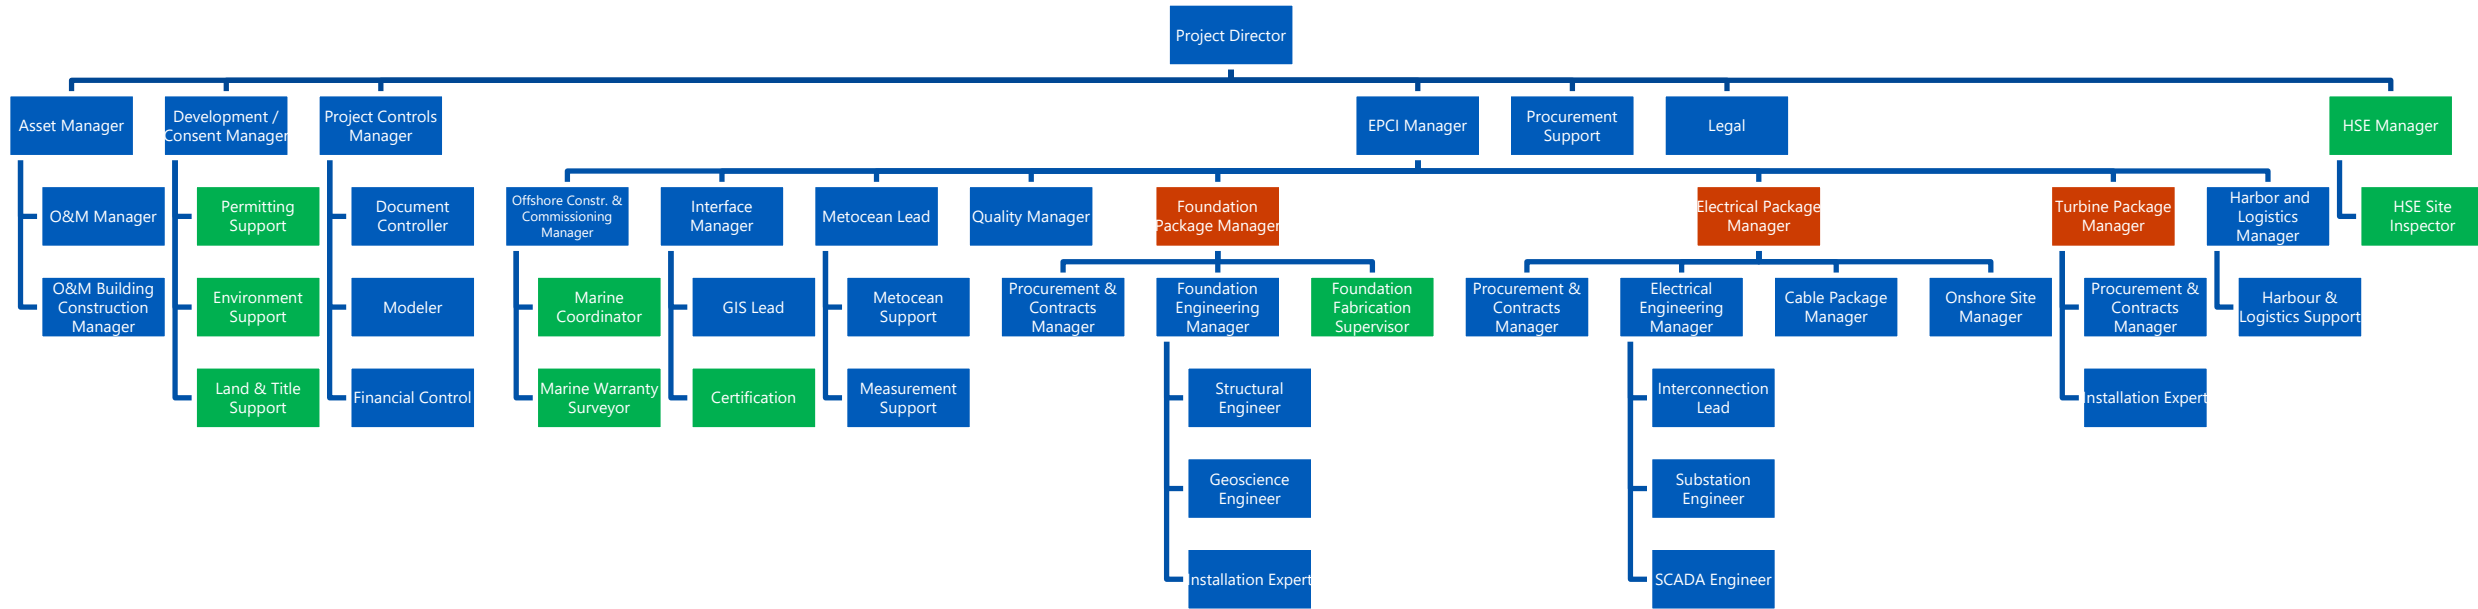 Project Director
Asset Manager
Development /
Consent Manager
Project Controls
Manager
EPCI Manager
Procurement
Support
Legal
HSE Manager
O&M Manager
Permitting
Support
Document
Controller
Offshore Constr. &
Commissioning
Manager
Interface
Manager
Metocean Lead
Quality Manager
Foundation
Package Manager
Electrical Package
Manager
Turbine Package
Manager
Harbor and
Logistics
Manager
HSE Site
Inspector
O&M Building
Construction
Manager
Environment
Support
Modeler
Marine
Coordinator
GIS Lead
Metocean
Support
Procurement &
Contracts
Manager
Foundation
Engineering
Manager
Foundation
Fabrication
Supervisor
Procurement &
Contracts
Manager
Electrical
Engineering
Manager
Cable Package
Manager
Onshore Site
Manager
Procurement &
Contracts
Manager
Harbour &
Logistics Support
Land & Title
Support
Financial Control
Marine Warranty
Surveyor
Certification
Measurement
Support
Structural
Engineer
Interconnection
Lead
Installation Expert
Geoscience
Engineer
Substation
Engineer
Installation Expert
SCADA Engineer